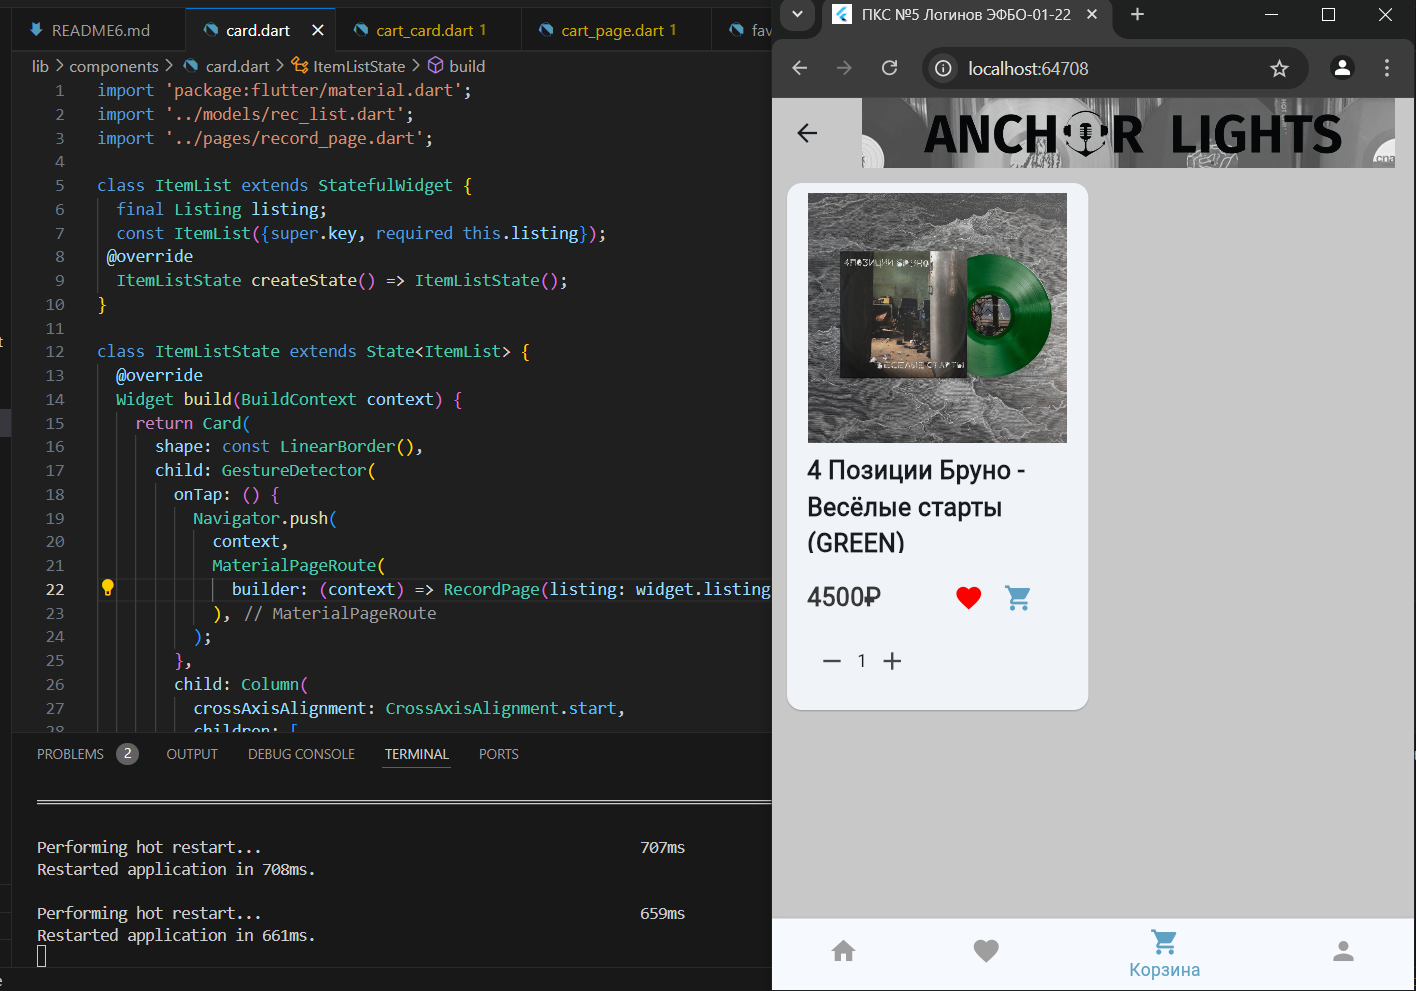 README6.md
card.dart
cart_card.dart 1
cart_page.dart 1
fav
lib > components > card.dart > ItemListState > build
1 import 'package:flutter/material.dart';
2 import '../models/rec_list.dart';
3 import '../pages/record_page.dart';
4
5 class ItemList extends StatefulWidget {
6 final Listing listing;
7 const ItemList({super.key, required this.listing});
8 @override
9 ItemListState createState() => ItemListState();
10 }
11
12 class ItemListState extends State<ItemList> {
13 @override
14 Widget build(BuildContext context) {
15 return Card(
16 shape: const LinearBorder(),
17 child: GestureDetector(
18 onTap: () {
19 Navigator.push(
20 context,
21 MaterialPageRoute(
22 builder: (context) => RecordPage(listing: widget.listing
23 ), // MaterialPageRoute
24 );
25 },
26 child: Column(
27 crossAxisAlignment: CrossAxisAlignment.start,
28 children: [
PROBLEMS 2
OUTPUT
DEBUG CONSOLE
TERMINAL
PORTS
Performing hot restart... 707ms
Restarted application in 708ms.
Performing hot restart... 659ms
Restarted application in 661ms.
ПКС №5 Логинов ЭФБО-01-22
localhost:64708
ANCHOR LIGHTS
4ПОЗИЦИИ БРУНО
ВЕСЁЛЫЕ СТАРТЫ
4 Позиции Бруно -
Весёлые старты
(GREEN)
4500₽
1
Корзина